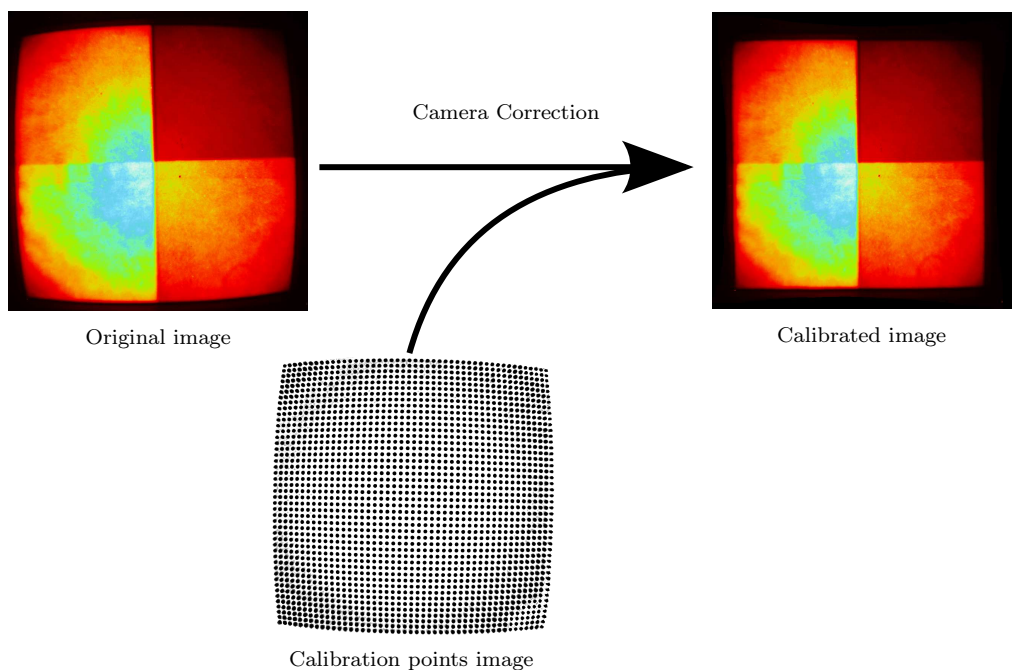 Camera Correction
Original image
Calibrated image
Calibration points image